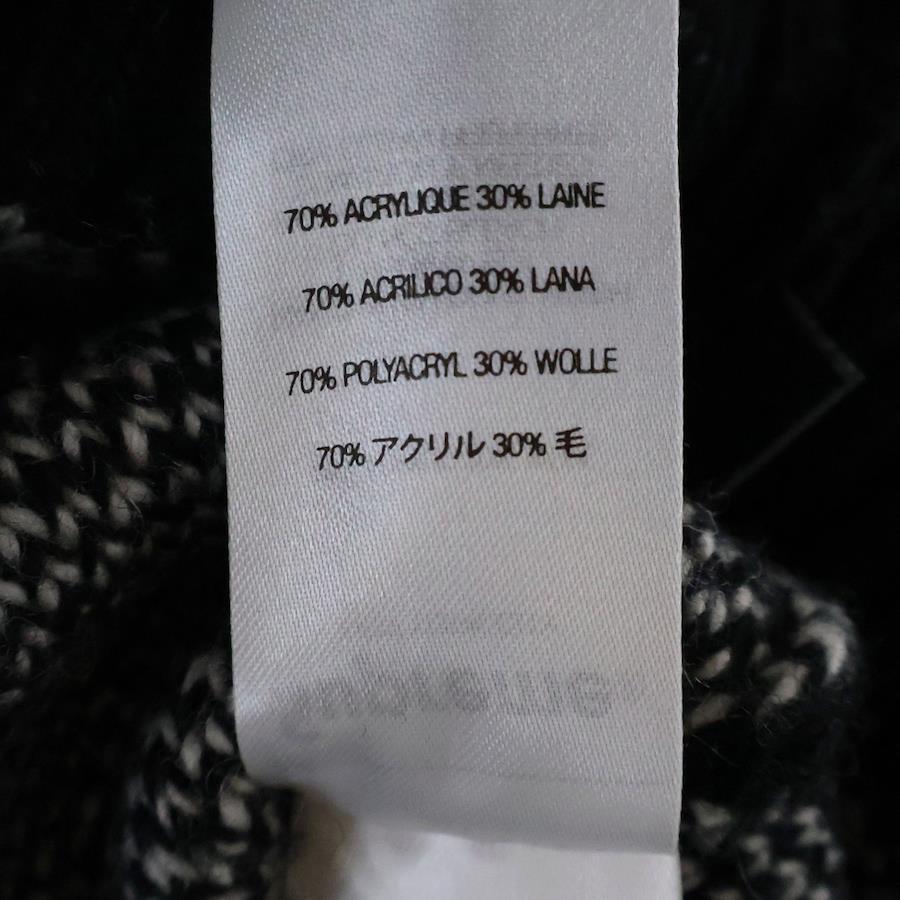 70% ACRYLIQUE 30% LAINE
70% ACRILICO 30% LANA
70% POLYACRYL 30% WOLLE
70% アクリル 30% 毛